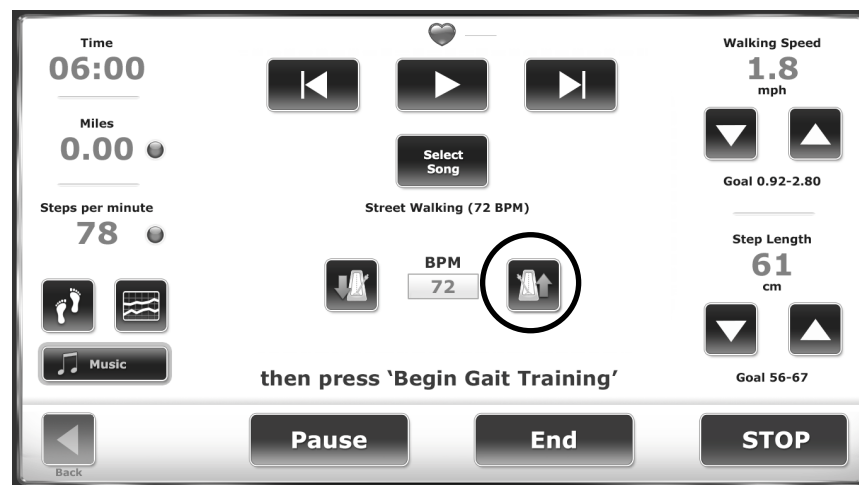 Time
06:00
Miles
0.00
Steps per minute
78
Music
Back
Select
Song
Street Walking (72 BPM)
BPM
72
then press ‘Begin Gait Training’
Pause
End
Walking Speed
1.8
mph
Goal 0.92-2.80
Step Length
61
cm
Goal 56-67
STOP